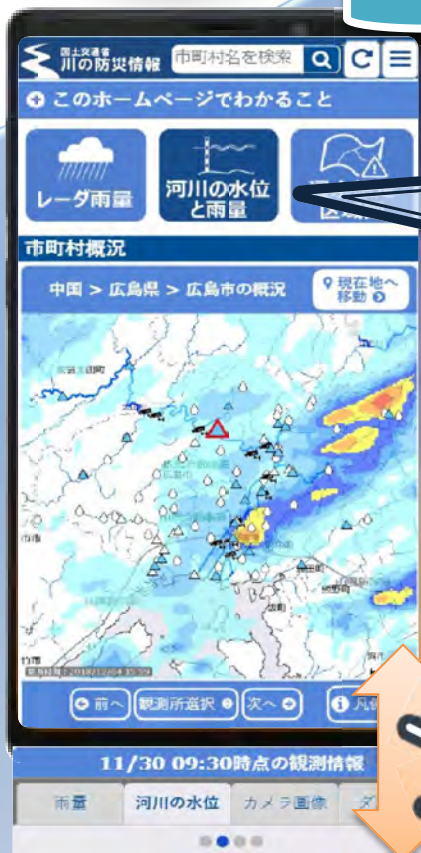 国土交通省
川の防災情報
市町村名を検索
このホームページでわかること
レーダ雨量
河川の水位
と雨量
市町村概況
中国 > 広島県 > 広島市の概況
現在地へ
移動
前へ
観測所選択
次へ
11/30 09:30時点の観測情
雨量
河川の水位
カメラ画像